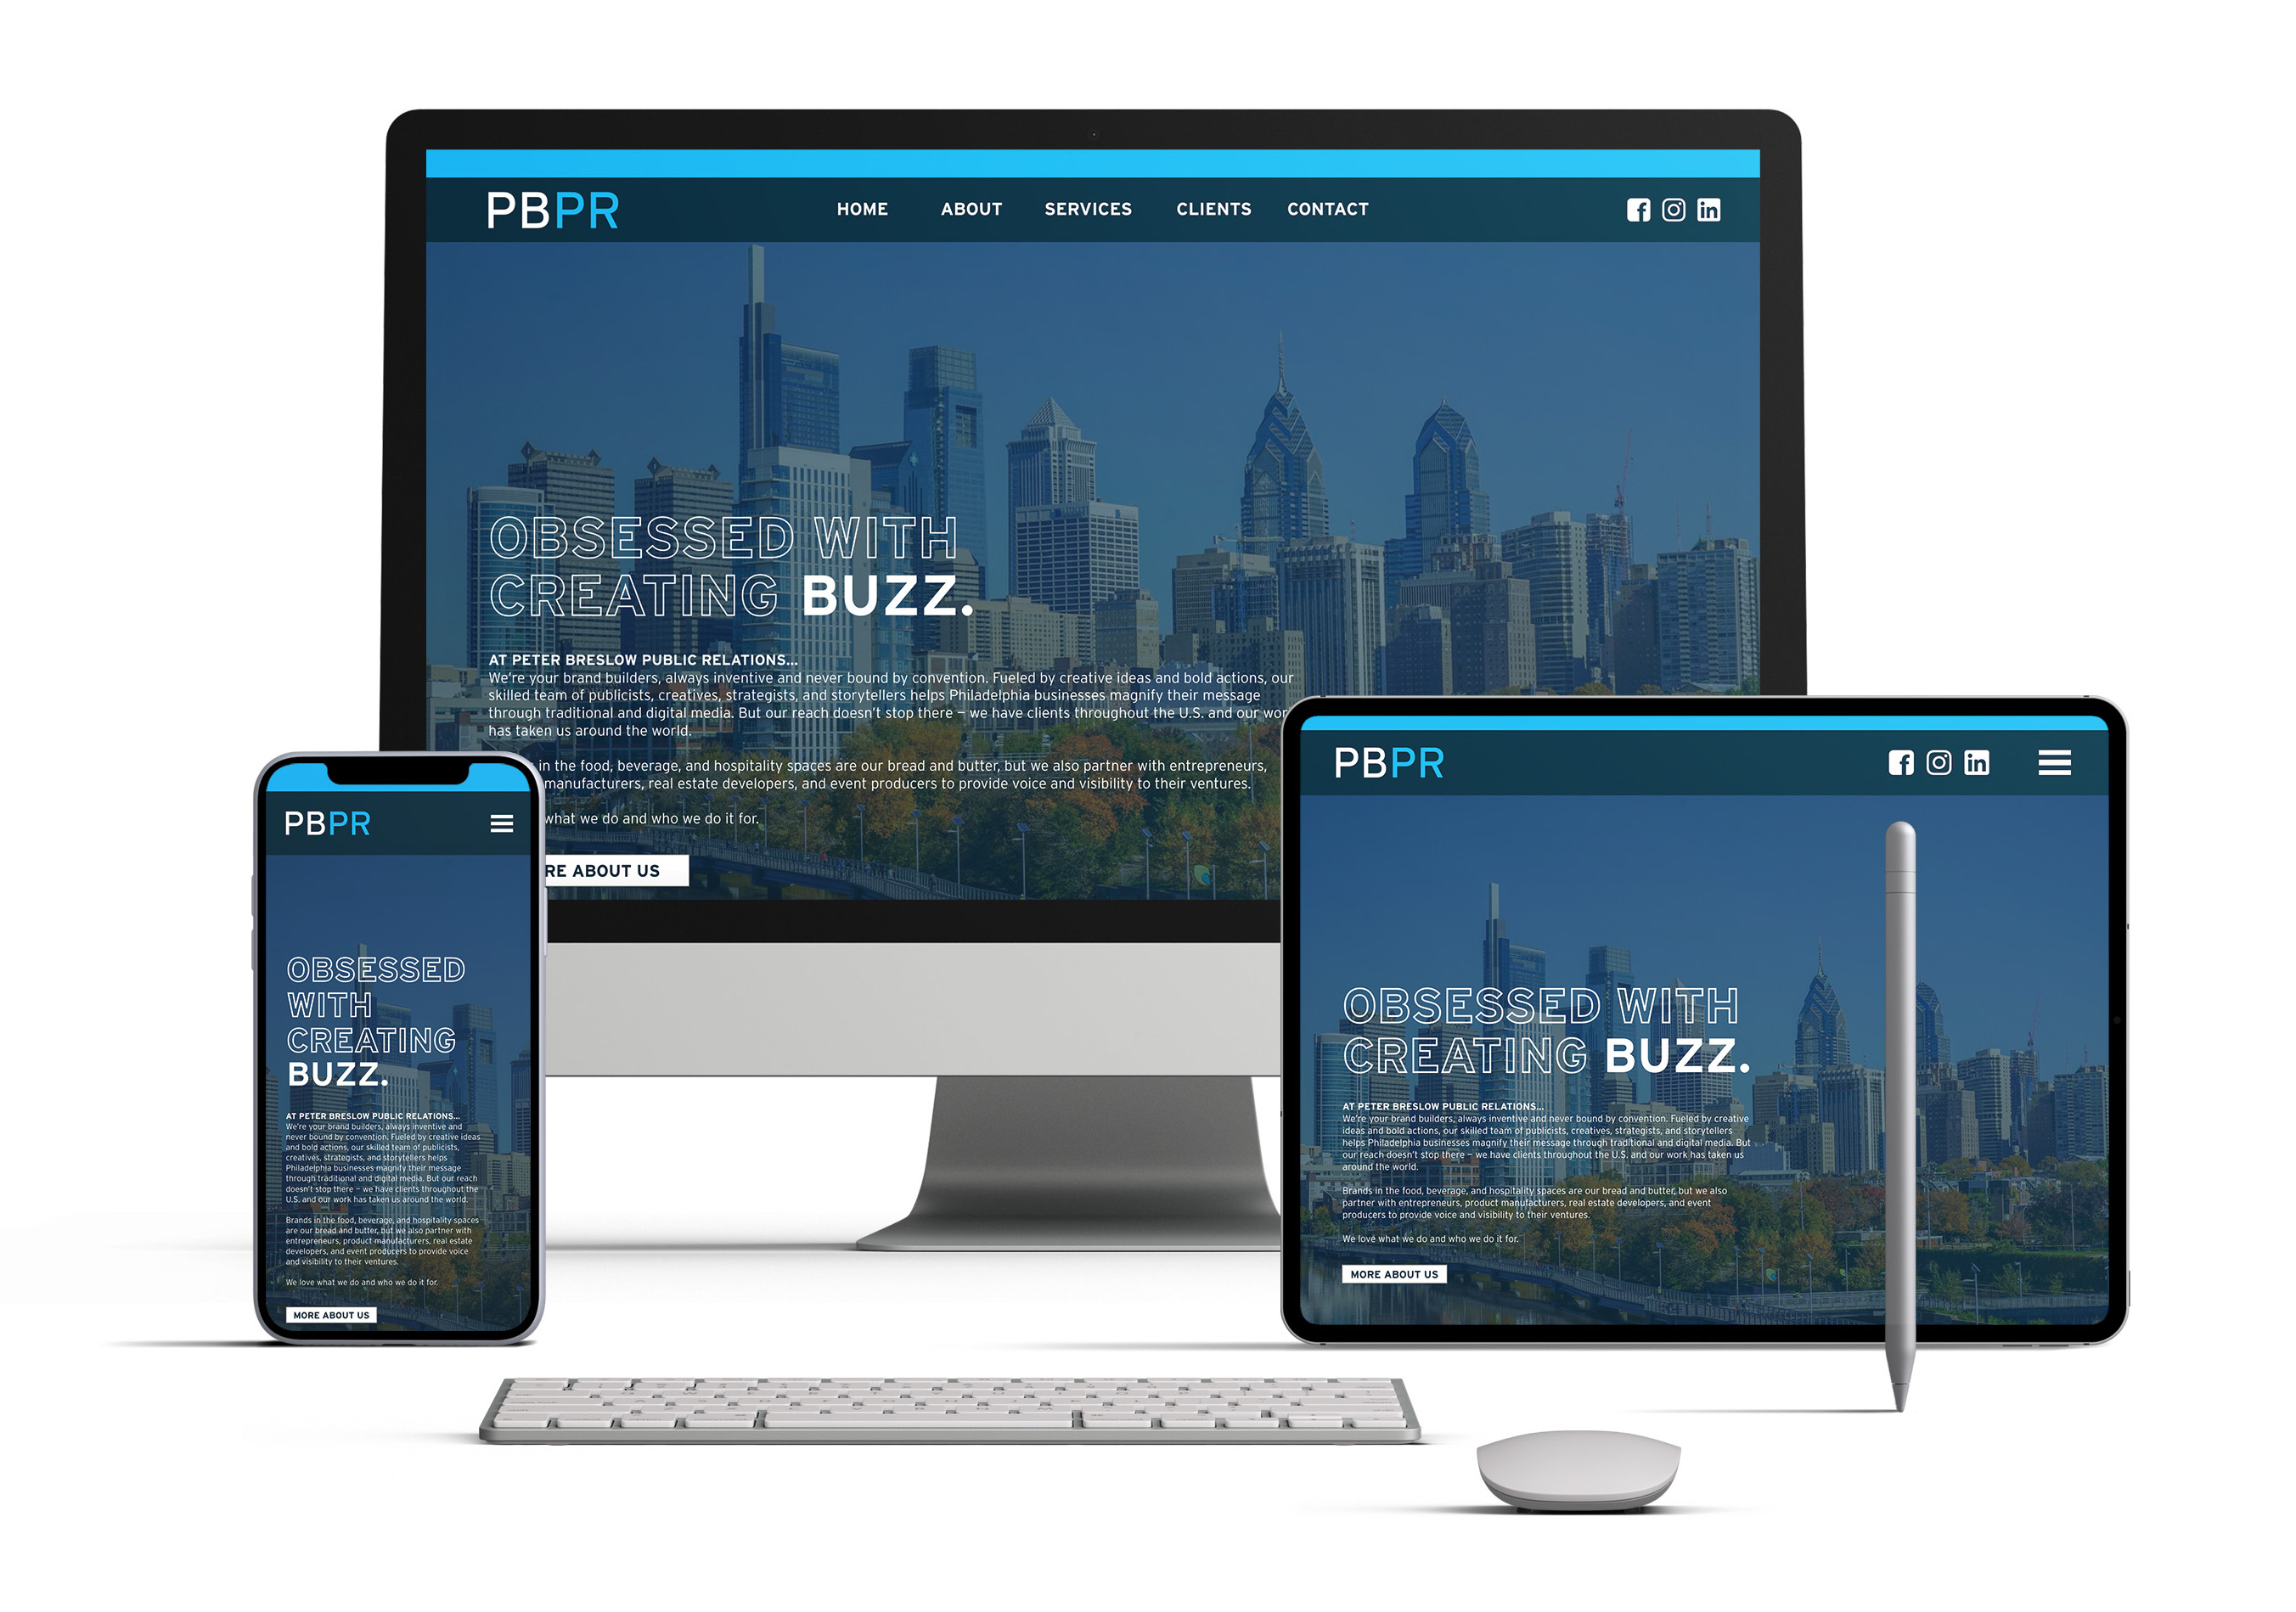 PBPR
HOME ABOUT SERVICES CLIENTS CONTACT
OBSESSED WITH
CREATING BUZZ.
AT PETER BRESLOW PUBLIC RELATIONS...
We're your brand builders, always inventive and never bound by convention. Fueled by creative ideas and bold actions, our
skilled team of publicists, creatives, strategists, and storytellers helps Philadelphia businesses magnify their message
through traditional and digital media. But our reach doesn't stop there – we have clients throughout the U.S. and our
has taken us around the world.
in the food, beverage, and hospitality spaces are our bread and butter, but we also partner with entrepreneurs,
manufacturers, real estate developers, and event producers to provide voice and visibility to their ventures.
what we do and who we do it for.
ABOUT US
PBPR
OBSESSED
WITH
CREATING
BUZZ.
AT PETER BRESLOW PUBLIC RELATIONS...
We're your brand builders, always inventive and
never bound by convention. Fueled by creative ideas
and bold actions, our skilled team of publicists,
creatives, strategists, and storytellers helps
Philadelphia businesses magnify their message
through traditional and digital media. But our reach
doesn't stop there – we have clients throughout the
U.S. and our work has taken us around the world.
Brands in the food, beverage, and hospitality spaces
are our bread and butter, but we also partner with
entrepreneurs, product manufacturers, real estate
developers, and event producers to provide voice
and visibility to their ventures.
We love what we do and who we do it for.
MORE ABOUT US
PBPR
OBSESSED WITH
CREATING BUZZ.
AT PETER BRESLOW PUBLIC RELATIONS...
We're your brand builders, always inventive and never bound by convention. Fueled by creative
ideas and bold actions, our skilled team of publicists, creatives, strategists, and storytellers
helps Philadelphia businesses magnify their message through traditional and digital media. But
our reach doesn't stop there – we have clients throughout the U.S. and our work has taken us
around the world.
Brands in the food, beverage, and hospitality spaces are our bread and butter, but we also
partner with entrepreneurs, product manufacturers, real estate developers, and event
producers to provide voice and visibility to their ventures.
We love what we do and who we do it for.
MORE ABOUT US